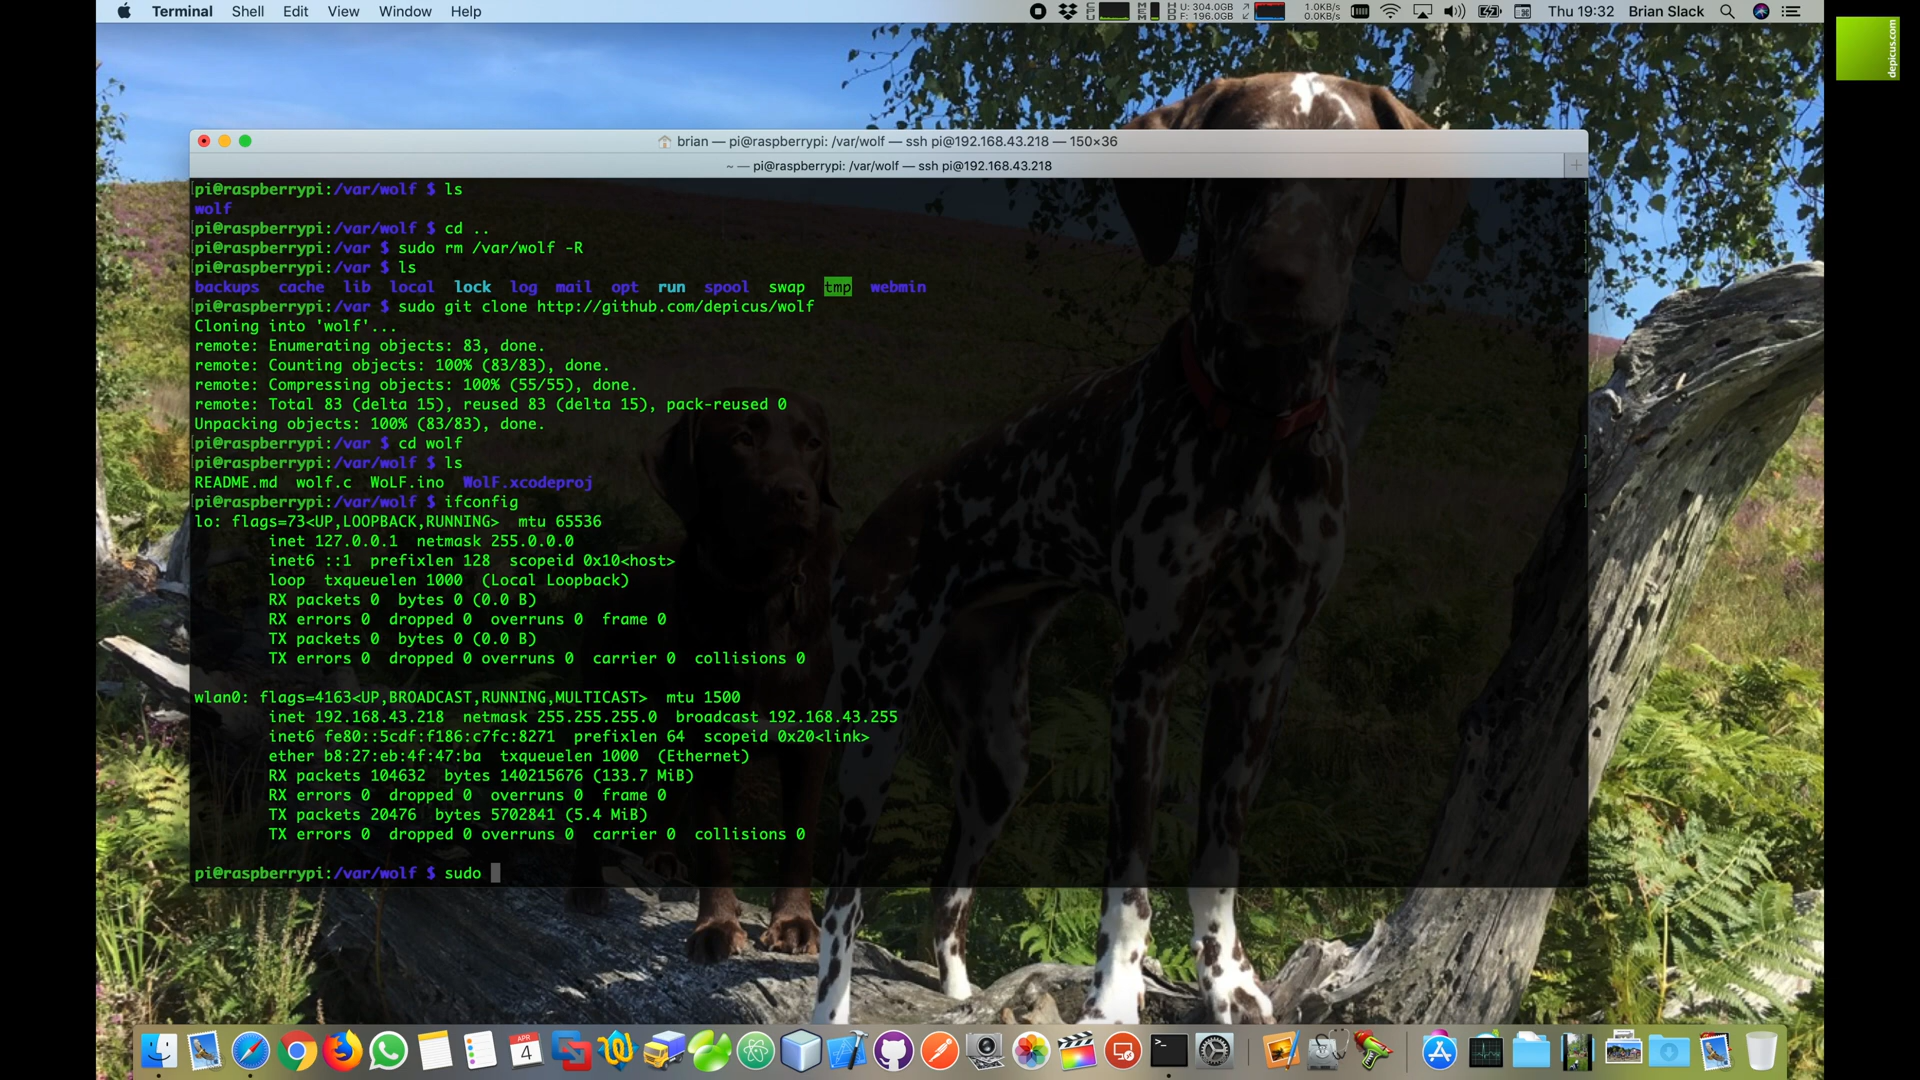 Terminal Shell Edit View Window Help U: 304.0GB F: 196.0GB 1.0KB/s 0.0KB/s Thu 19:32 Brian Slack
depicus.com
brian — pi@raspberrypi: /var/wolf — ssh pi@192.168.43.218 — 150×36
~ — pi@raspberrypi: /var/wolf — ssh pi@192.168.43.218
pi@raspberrypi:/var/wolf $ ls
wolf
pi@raspberrypi:/var/wolf $ cd ..
pi@raspberrypi:/var $ sudo rm /var/wolf -R
pi@raspberrypi:/var $ ls
backups cache lib local lock log mail opt run spool swap tmp webmin
pi@raspberrypi:/var $ sudo git clone http://github.com/depicus/wolf
Cloning into 'wolf'...
remote: Enumerating objects: 83, done.
remote: Counting objects: 100% (83/83), done.
remote: Compressing objects: 100% (55/55), done.
remote: Total 83 (delta 15), reused 83 (delta 15), pack-reused 0
Unpacking objects: 100% (83/83), done.
pi@raspberrypi:/var $ cd wolf
pi@raspberrypi:/var/wolf $ ls
README.md wolf.c WoLF.ino WolF.xcodeproj
pi@raspberrypi:/var/wolf $ ifconfig
lo: flags=73<UP,LOOPBACK,RUNNING> mtu 65536
inet 127.0.0.1 netmask 255.0.0.0
inet6 ::1 prefixlen 128 scopeid 0x10<host>
loop txqueuelen 1000 (Local Loopback)
RX packets 0 bytes 0 (0.0 B)
RX errors 0 dropped 0 overruns 0 frame 0
TX packets 0 bytes 0 (0.0 B)
TX errors 0 dropped 0 overruns 0 carrier 0 collisions 0
wlan0: flags=4163<UP,BROADCAST,RUNNING,MULTICAST> mtu 1500
inet 192.168.43.218 netmask 255.255.255.0 broadcast 192.168.43.255
inet6 fe80::5cdf:f186:c7fc:8271 prefixlen 64 scopeid 0x20<link>
ether b8:27:eb:4f:47:ba txqueuelen 1000 (Ethernet)
RX packets 104632 bytes 140215676 (133.7 MiB)
RX errors 0 dropped 0 overruns 0 frame 0
TX packets 20476 bytes 5702841 (5.4 MiB)
TX errors 0 dropped 0 overruns 0 carrier 0 collisions 0
pi@raspberrypi:/var/wolf $ sudo
APR
4